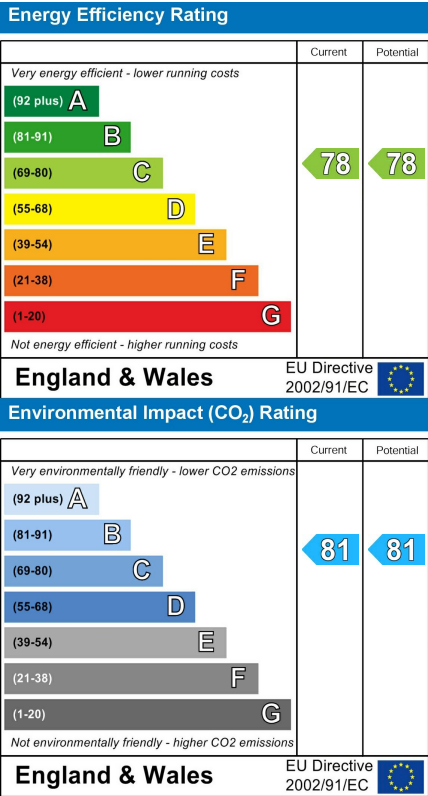 Energy Efficiency Rating
Current Potential
Very energy efficient - lower running costs
(92 plus) A
(81-91) B
(69-80) C
78 78
(55-68) D
(39-54) E
(21-38) F
(1-20) G
Not energy efficient - higher running costs
England & Wales
EU Directive
2002/91/EC
Environmental Impact (CO₂) Rating
Current Potential
Very environmentally friendly - lower CO2 emissions
(92 plus) A
(81-91) B
81 81
(69-80) C
(55-68) D
(39-54) E
(21-38) F
(1-20) G
Not environmentally friendly - higher CO2 emissions
England & Wales
EU Directive
2002/91/EC